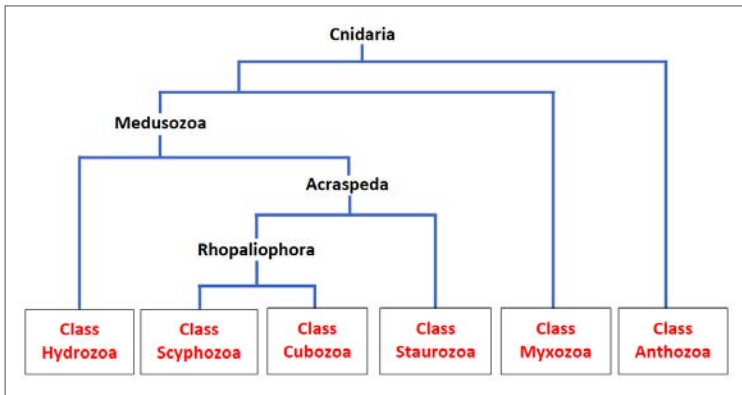 Cnidaria
Medusozoa
Acraspeda
Rhopaliophora
Class
Hydrozoa
Class
Scyphozoa
Class
Cubozoa
Class
Staurozoa
Class
Myxozoa
Class
Anthozoa